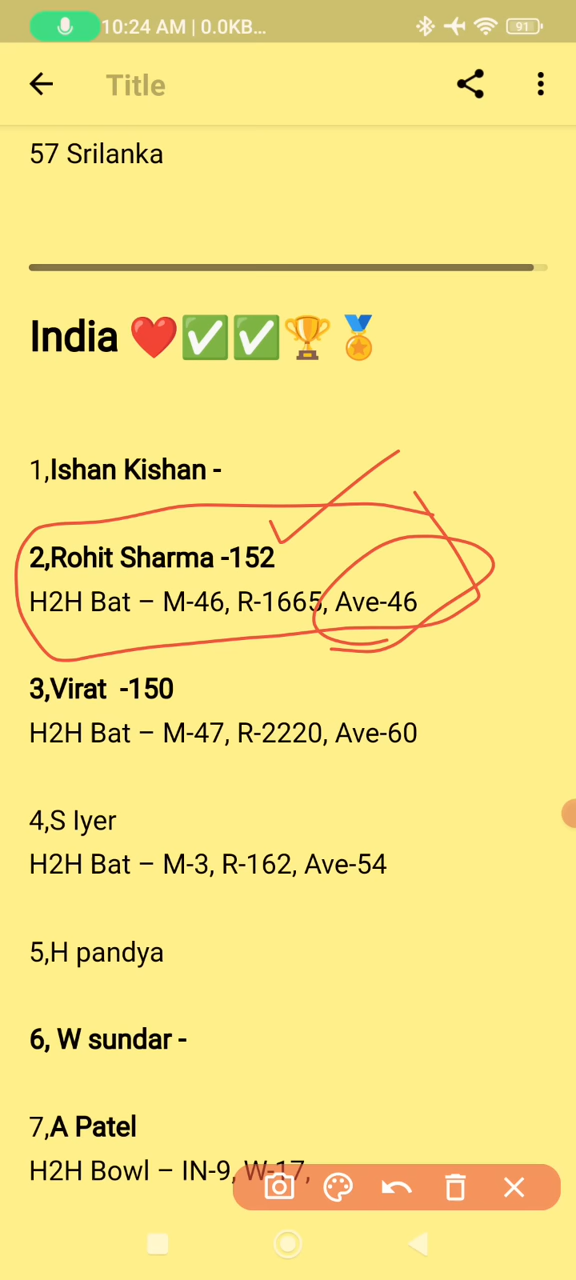 10:24 AM | 0.0KB...
91
Title
57 Srilanka
India ❤️✅✅🏆🏅
1,Ishan Kishan -
2,Rohit Sharma -152
H2H Bat – M-46, R-1665, Ave-46
3,Virat -150
H2H Bat – M-47, R-2220, Ave-60
4,S Iyer
H2H Bat – M-3, R-162, Ave-54
5,H pandya
6, W sundar -
7,A Patel
H2H Bowl – IN-9, W-17,